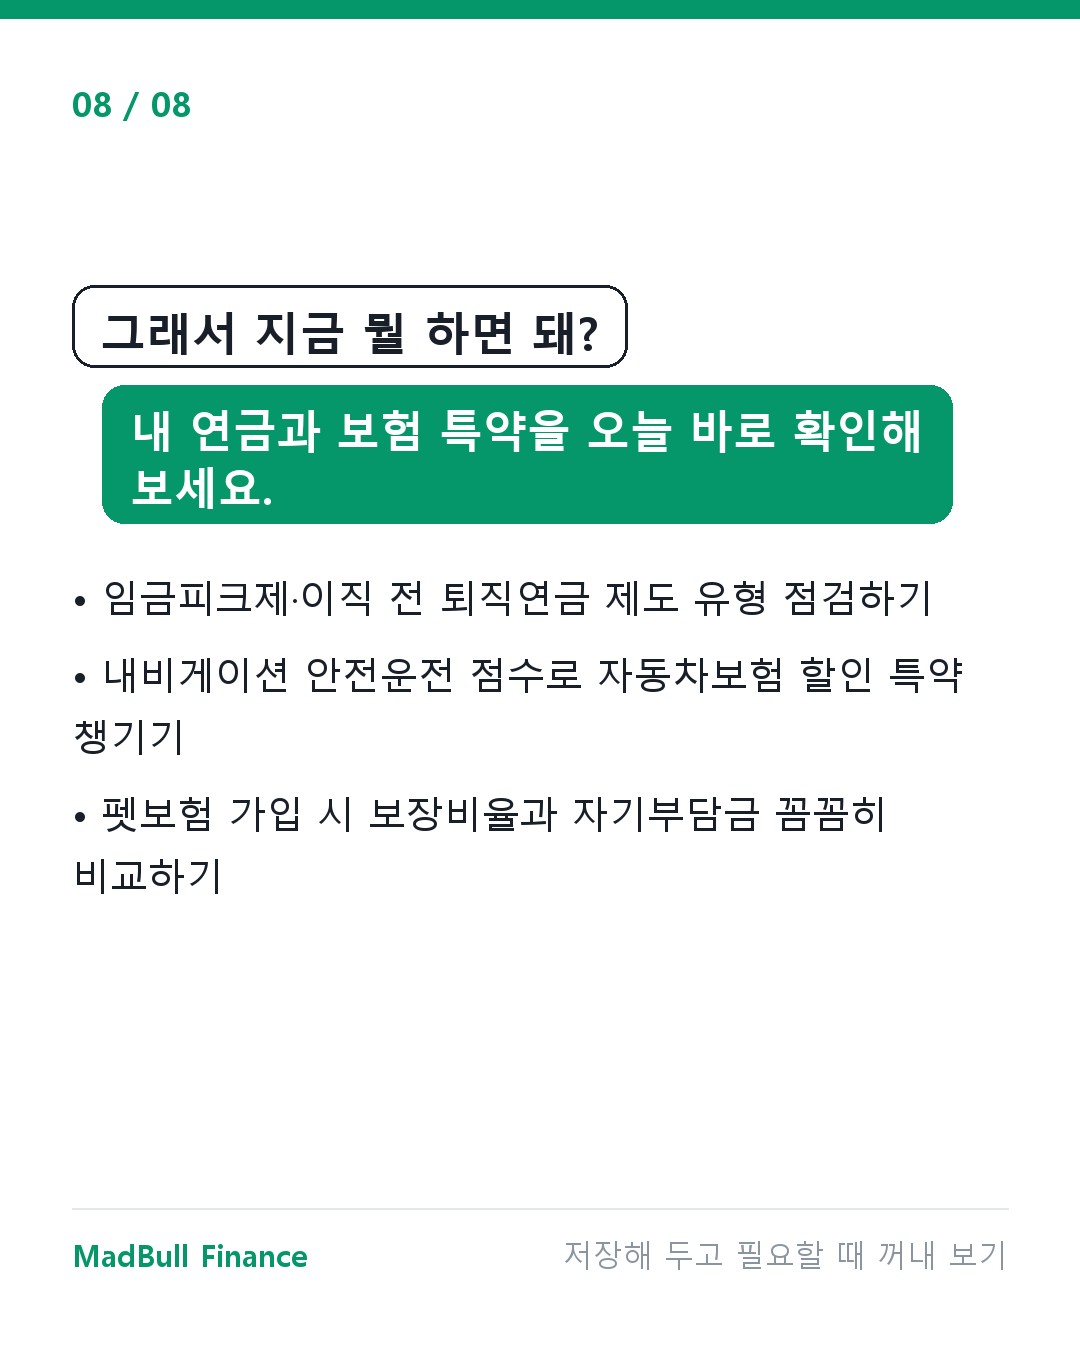 08 / 08
그래서 지금 뭘 하면 돼?
내 연금과 보험 특약을 오늘 바로 확인해
보세요.
• 임금피크제·이직 전 퇴직연금 제도 유형 점검하기
• 내비게이션 안전운전 점수로 자동차보험 할인 특약
챙기기
• 펫보험 가입 시 보장비율과 자기부담금 꼼꼼히
비교하기
MadBull Finance
저장해 두고 필요할 때 꺼내 보기